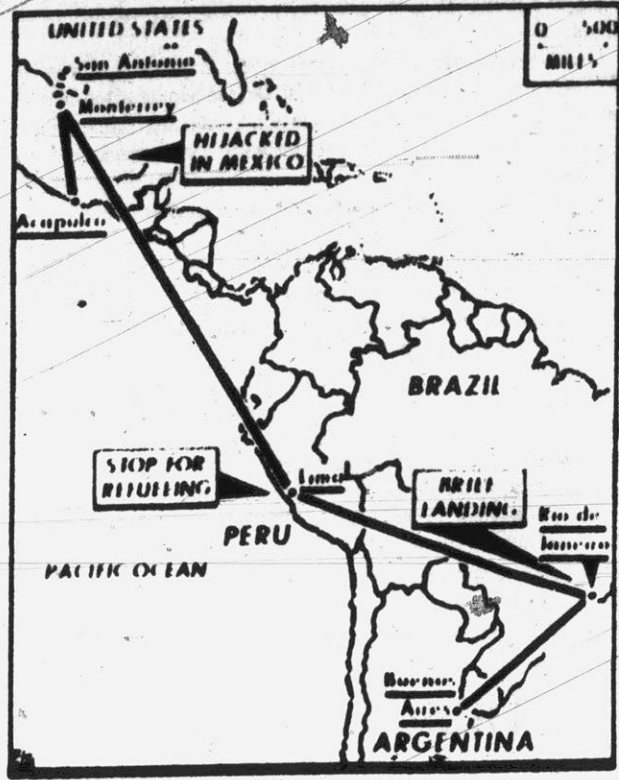 UNITED STATES
San Antonio
Monterrey
0 500
MILES
HIJACKED
IN MEXICO
Acapulco
BRAZIL
STOP FOR
REFUELING
Lima
BRIEF
LANDING
Rio de
Janeiro
PERU
PACIFIC OCEAN
Buenos
Aires
ARGENTINA